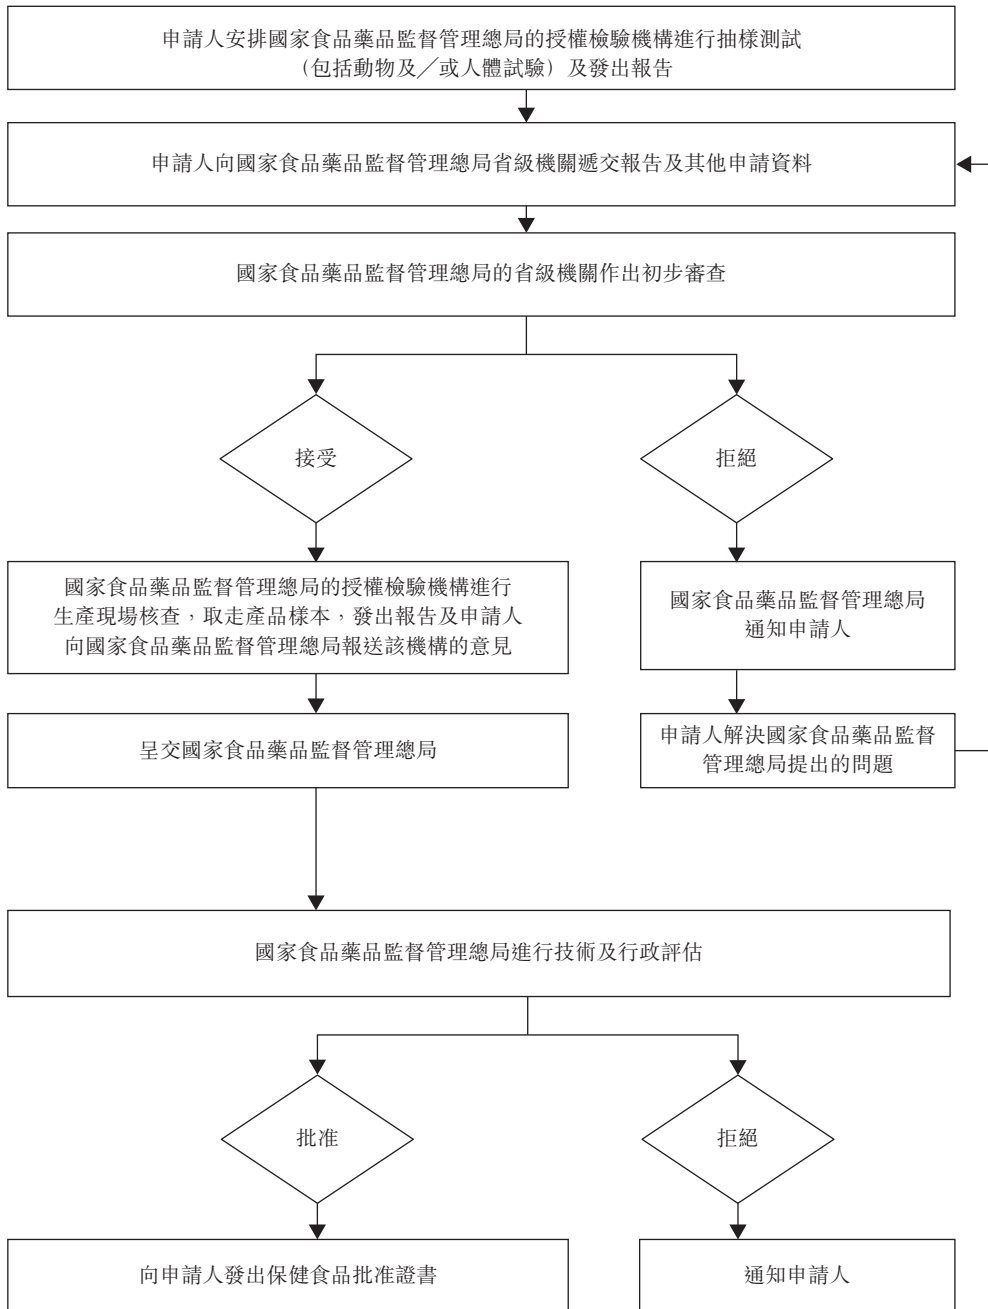 申請人安排國家食品藥品監督管理總局的授權檢驗機構進行抽樣測試
(包括動物及／或人體試驗)及發出報告
申請人向國家食品藥品監督管理總局省級機關遞交報告及其他申請資料
國家食品藥品監督管理總局的省級機關作出初步審查
接受
拒絕
國家食品藥品監督管理總局的授權檢驗機構進行
生產現場核查，取走產品樣本，發出報告及申請人
向國家食品藥品監督管理總局報送該機構的意見
國家食品藥品監督管理總局
通知申請人
呈交國家食品藥品監督管理總局
申請人解決國家食品藥品監督
管理總局提出的問題
國家食品藥品監督管理總局進行技術及行政評估
批准
拒絕
向申請人發出保健食品批准證書
通知申請人